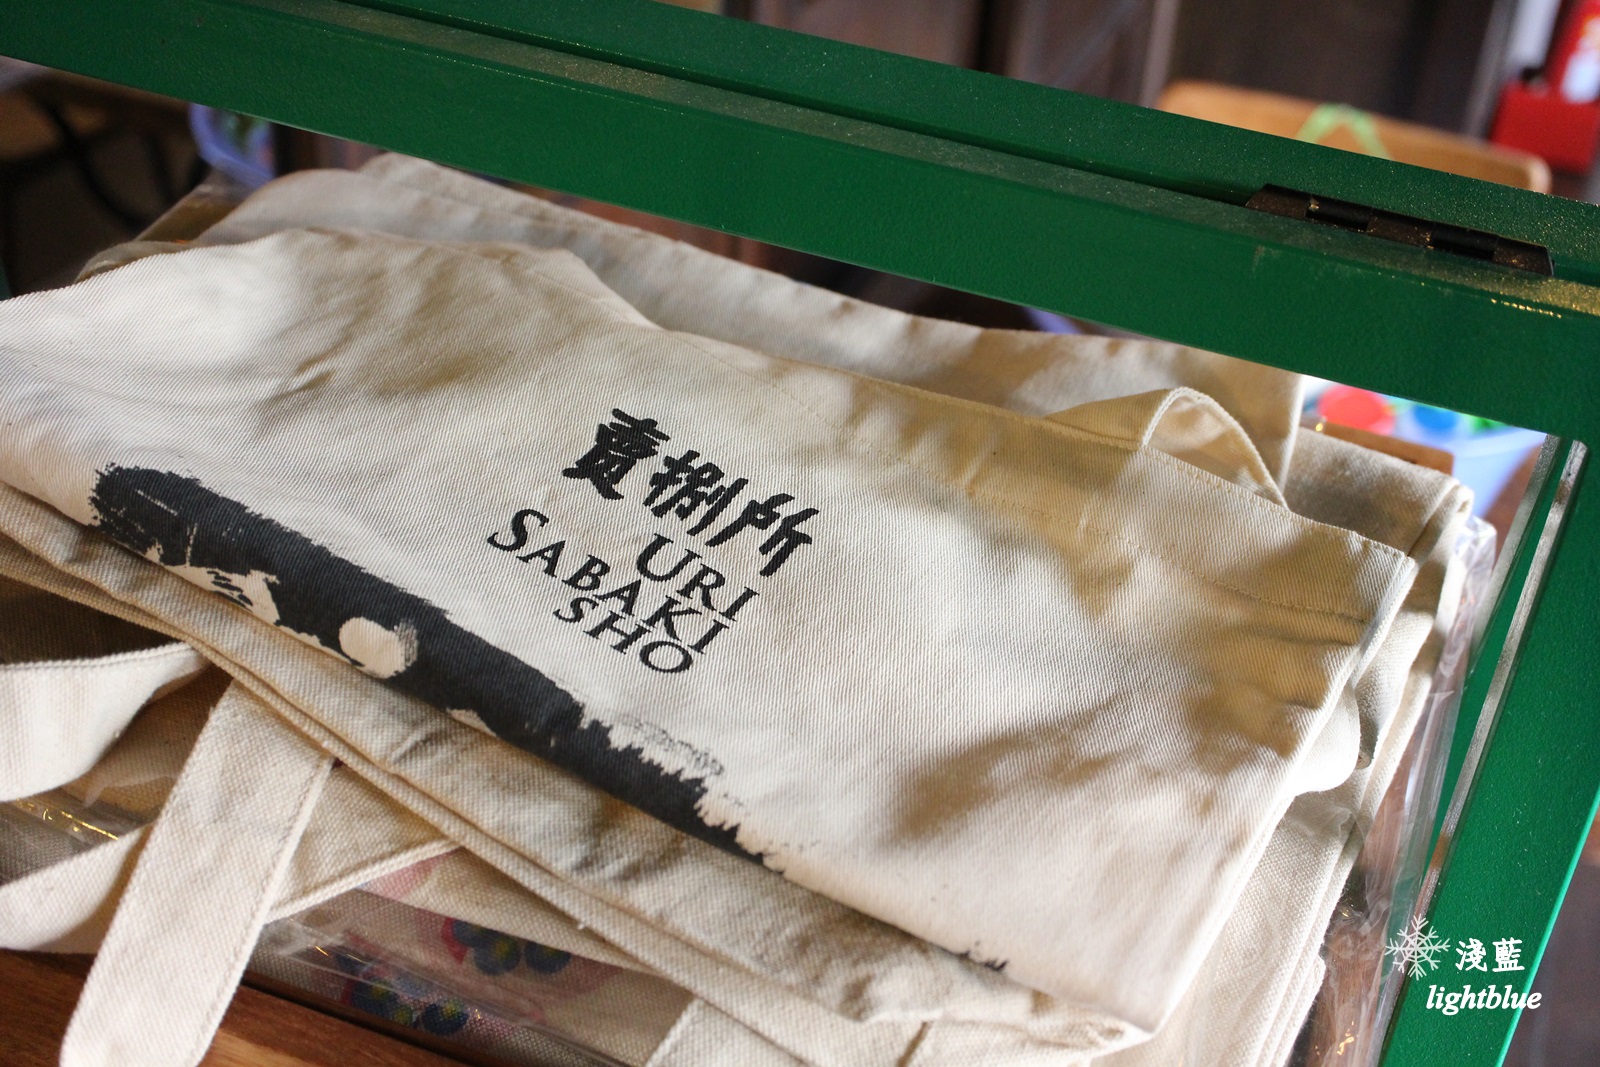 賣捌所
URI
SABAKI
SHO
淺藍
lightblue